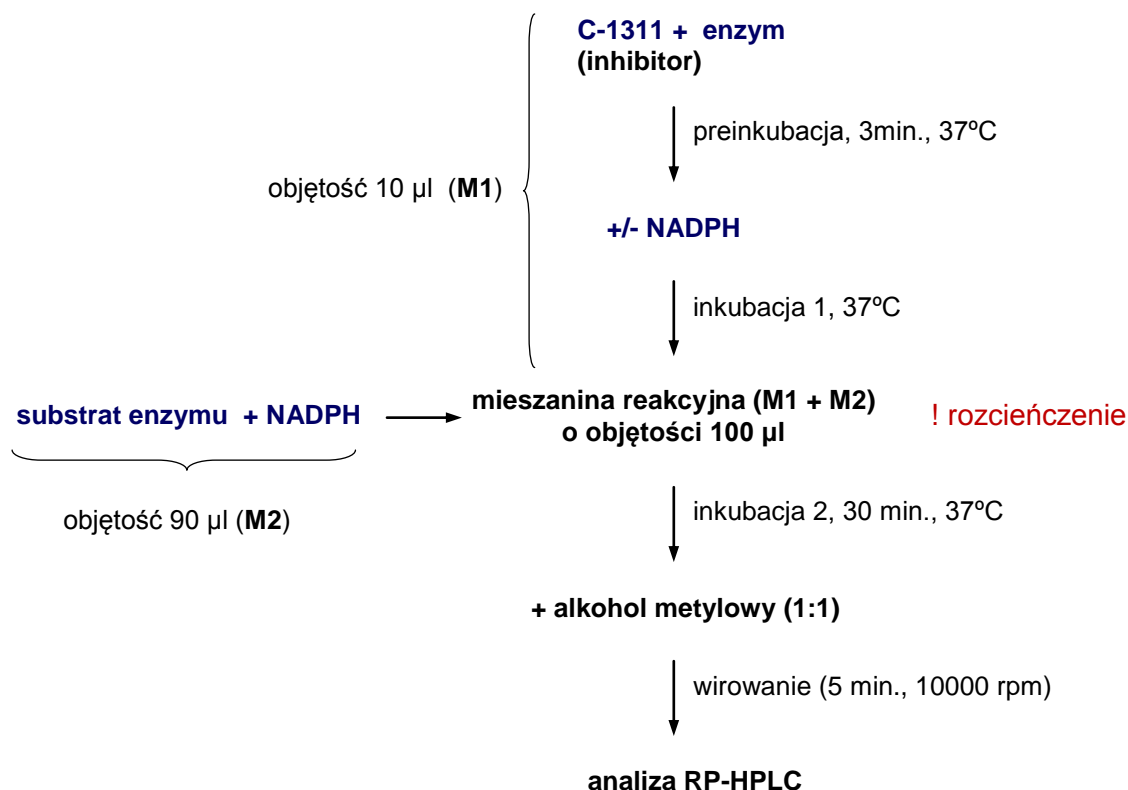 C-1311 + enzym
(inhibitor)
preinkubacja, 3min., 37ºC
objętość 10 µl (M1)
+/- NADPH
inkubacja 1, 37ºC
substrat enzymu + NADPH
mieszanina reakcyjna (M1 + M2)
o objętości 100 µl
! rozcieńczenie
objętość 90 µl (M2)
inkubacja 2, 30 min., 37ºC
+ alkohol metylowy (1:1)
wirowanie (5 min., 10000 rpm)
analiza RP-HPLC